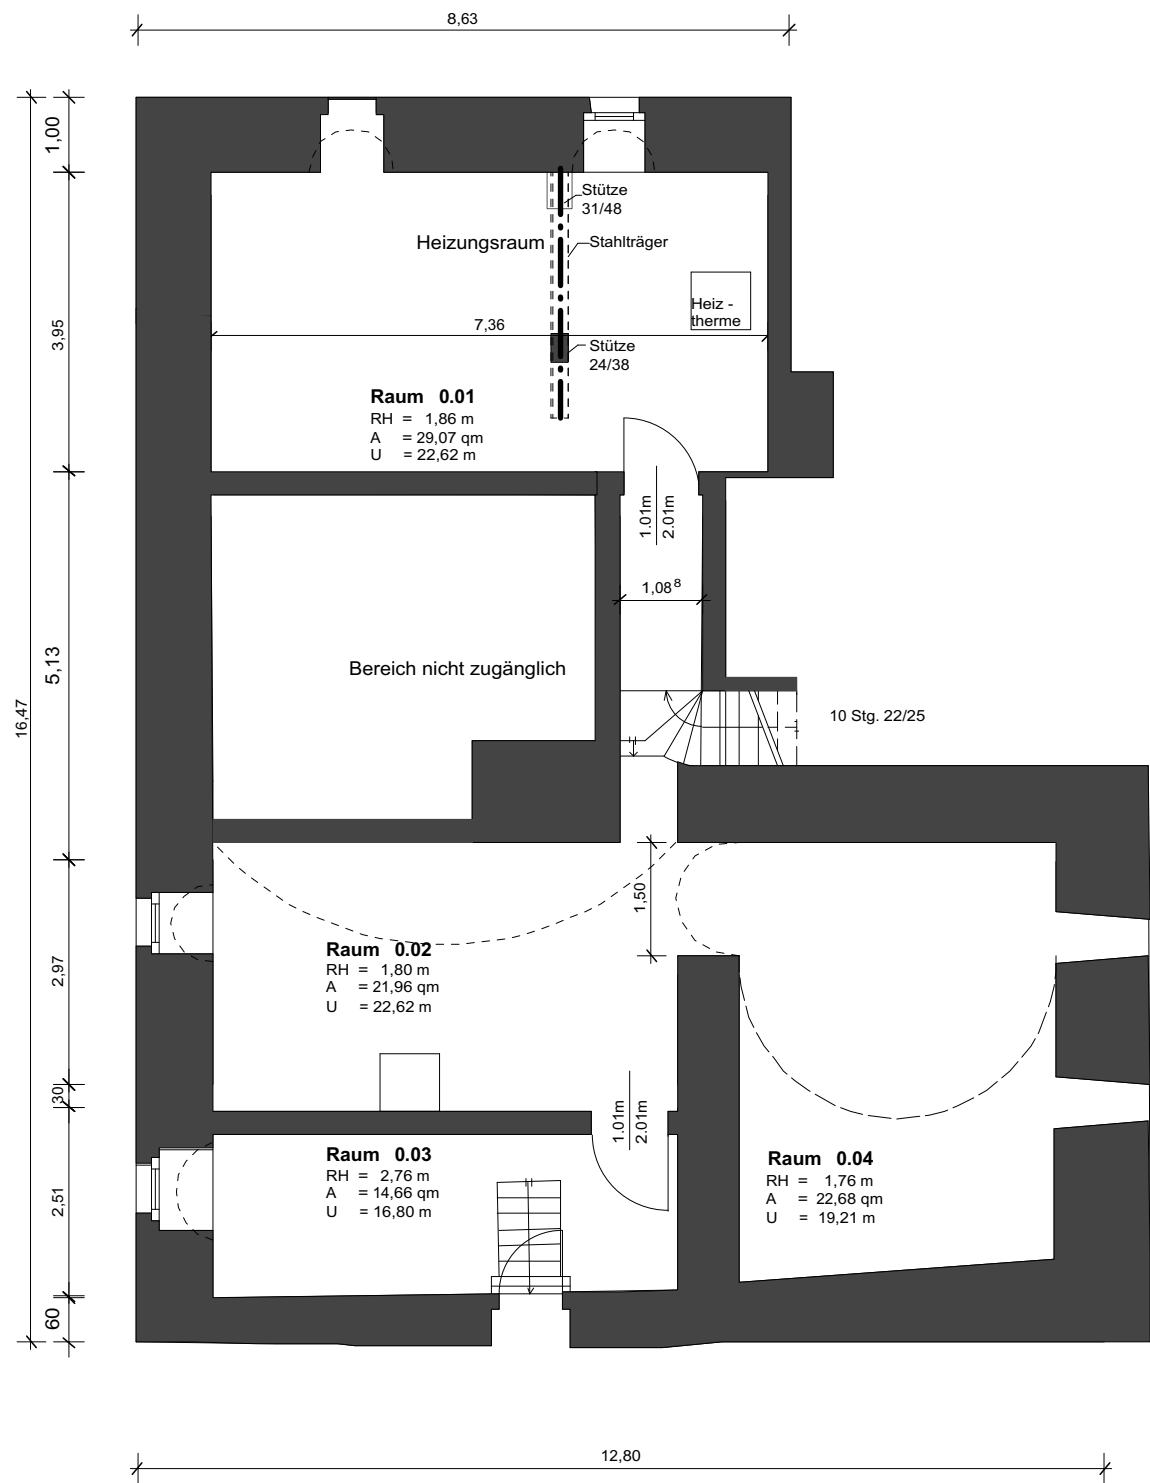 8,63
1,00
Stütze
31/48
Heizungsraum
Stahlträger
Heiz -
therme
7,36
3,95
Stütze
24/38
Raum 0.01
RH = 1,86 m
A = 29,07 qm
U = 22,62 m
1.01m
2.01m
1,08⁸
5,13
Bereich nicht zugänglich
16,47
10 Stg. 22/25
1,50
2,97
Raum 0.02
RH = 1,80 m
A = 21,96 qm
U = 22,62 m
30
1.01m
2.01m
2,51
Raum 0.03
RH = 2,76 m
A = 14,66 qm
U = 16,80 m
Raum 0.04
RH = 1,76 m
A = 22,68 qm
U = 19,21 m
60
12,80